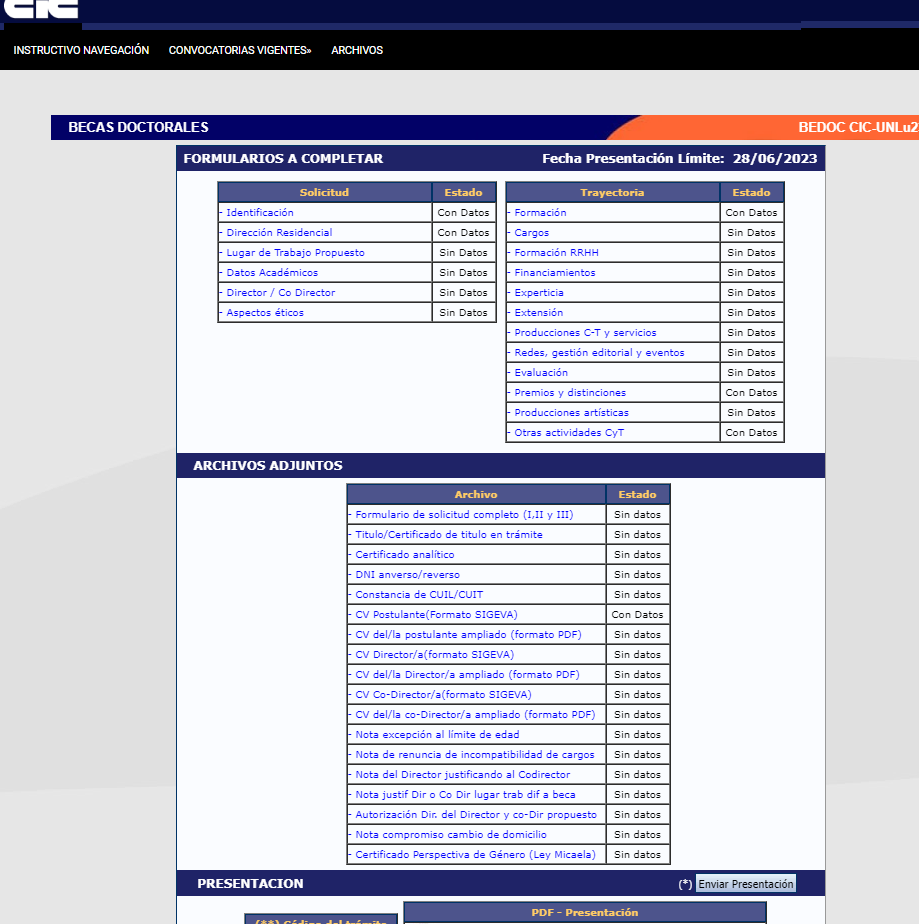 CIC
INSTRUCTIVO NAVEGACIÓN CONVOCATORIAS VIGENTES» ARCHIVOS
BECAS DOCTORALES BEDOC CIC-UNLu2
FORMULARIOS A COMPLETAR Fecha Presentación Límite: 28/06/2023
Solicitud Estado Trayectoria Estado
- Identificación Con Datos - Formación Con Datos
- Dirección Residencial Con Datos - Cargos Sin Datos
- Lugar de Trabajo Propuesto Sin Datos - Formación RRHH Sin Datos
- Datos Académicos Sin Datos - Financiamientos Sin Datos
- Director / Co Director Sin Datos - Experticia Sin Datos
- Aspectos éticos Sin Datos - Extensión Sin Datos
- Producciones C-T y servicios Sin Datos
- Redes, gestión editorial y eventos Sin Datos
- Evaluación Sin Datos
- Premios y distinciones Con Datos
- Producciones artísticas Sin Datos
- Otras actividades CyT Con Datos
ARCHIVOS ADJUNTOS
Archivo Estado
- Formulario de solicitud completo (I,II y III) Sin datos
- Titulo/Certificado de titulo en trámite Sin datos
- Certificado analítico Sin datos
- DNI anverso/reverso Sin datos
- Constancia de CUIL/CUIT Sin datos
- CV Postulante(Formato SIGEVA) Con Datos
- CV del/la postulante ampliado (formato PDF) Sin datos
- CV Director/a(formato SIGEVA) Sin datos
- CV del/la Director/a ampliado (formato PDF) Sin datos
- CV Co-Director/a(formato SIGEVA) Sin datos
- CV del/la co-Director/a ampliado (formato PDF) Sin datos
- Nota excepción al límite de edad Sin datos
- Nota de renuncia de incompatibilidad de cargos Sin datos
- Nota del Director justificando al Codirector Sin datos
- Nota justif Dir o Co Dir lugar trab dif a beca Sin datos
- Autorización Dir. del Director y co-Dir propuesto Sin datos
- Nota compromiso cambio de domicilio Sin datos
- Certificado Perspectiva de Género (Ley Micaela) Sin datos
PRESENTACION (*) Enviar Presentación
PDF - Presentación
(**) Código del trámite